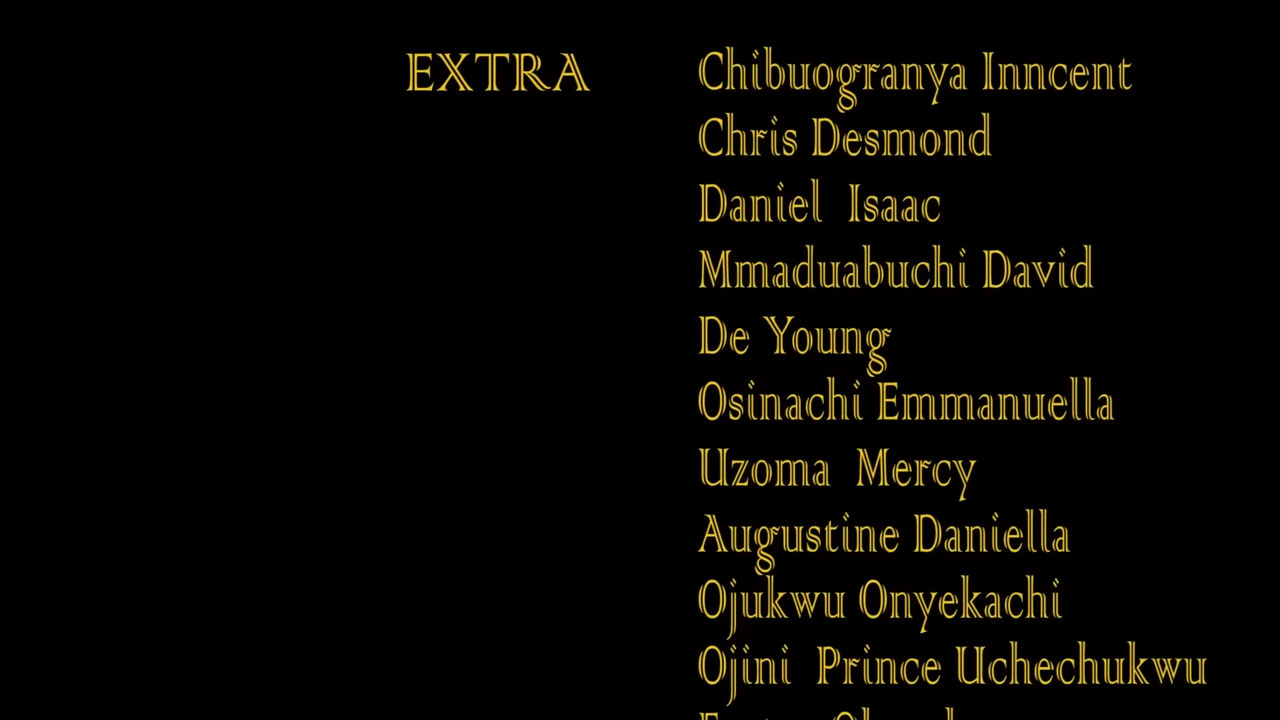 EXTRA Chibuogranya Inncent
Chris Desmond
Daniel Isaac
Mmaduabuchi David
De Young
Osinachi Emmanuella
Uzoma Mercy
Augustine Daniella
Ojukwu Onyekachi
Ojini Prince Uchechukwu